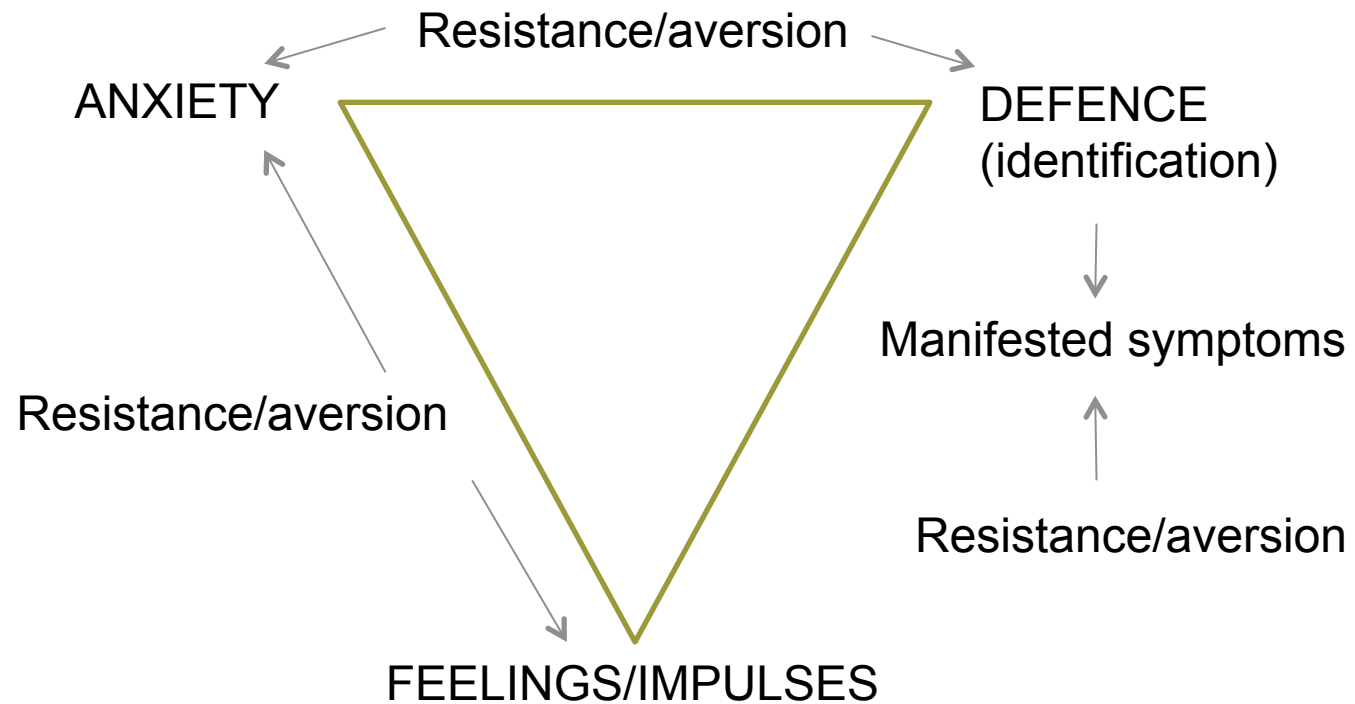 Resistance/aversion
ANXIETY
DEFENCE
(identification)
Manifested symptoms
Resistance/aversion
Resistance/aversion
FEELINGS/IMPULSES